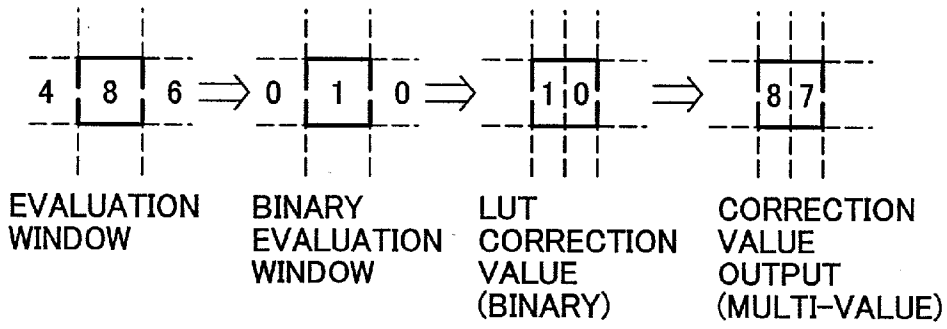 4 8 6 ⇒ 0 1 0 ⇒ 1 0 ⇒ 8 7
EVALUATION
WINDOW
BINARY
EVALUATION
WINDOW
LUT
CORRECTION
VALUE
(BINARY)
CORRECTION
VALUE
OUTPUT
(MULTI-VALUE)